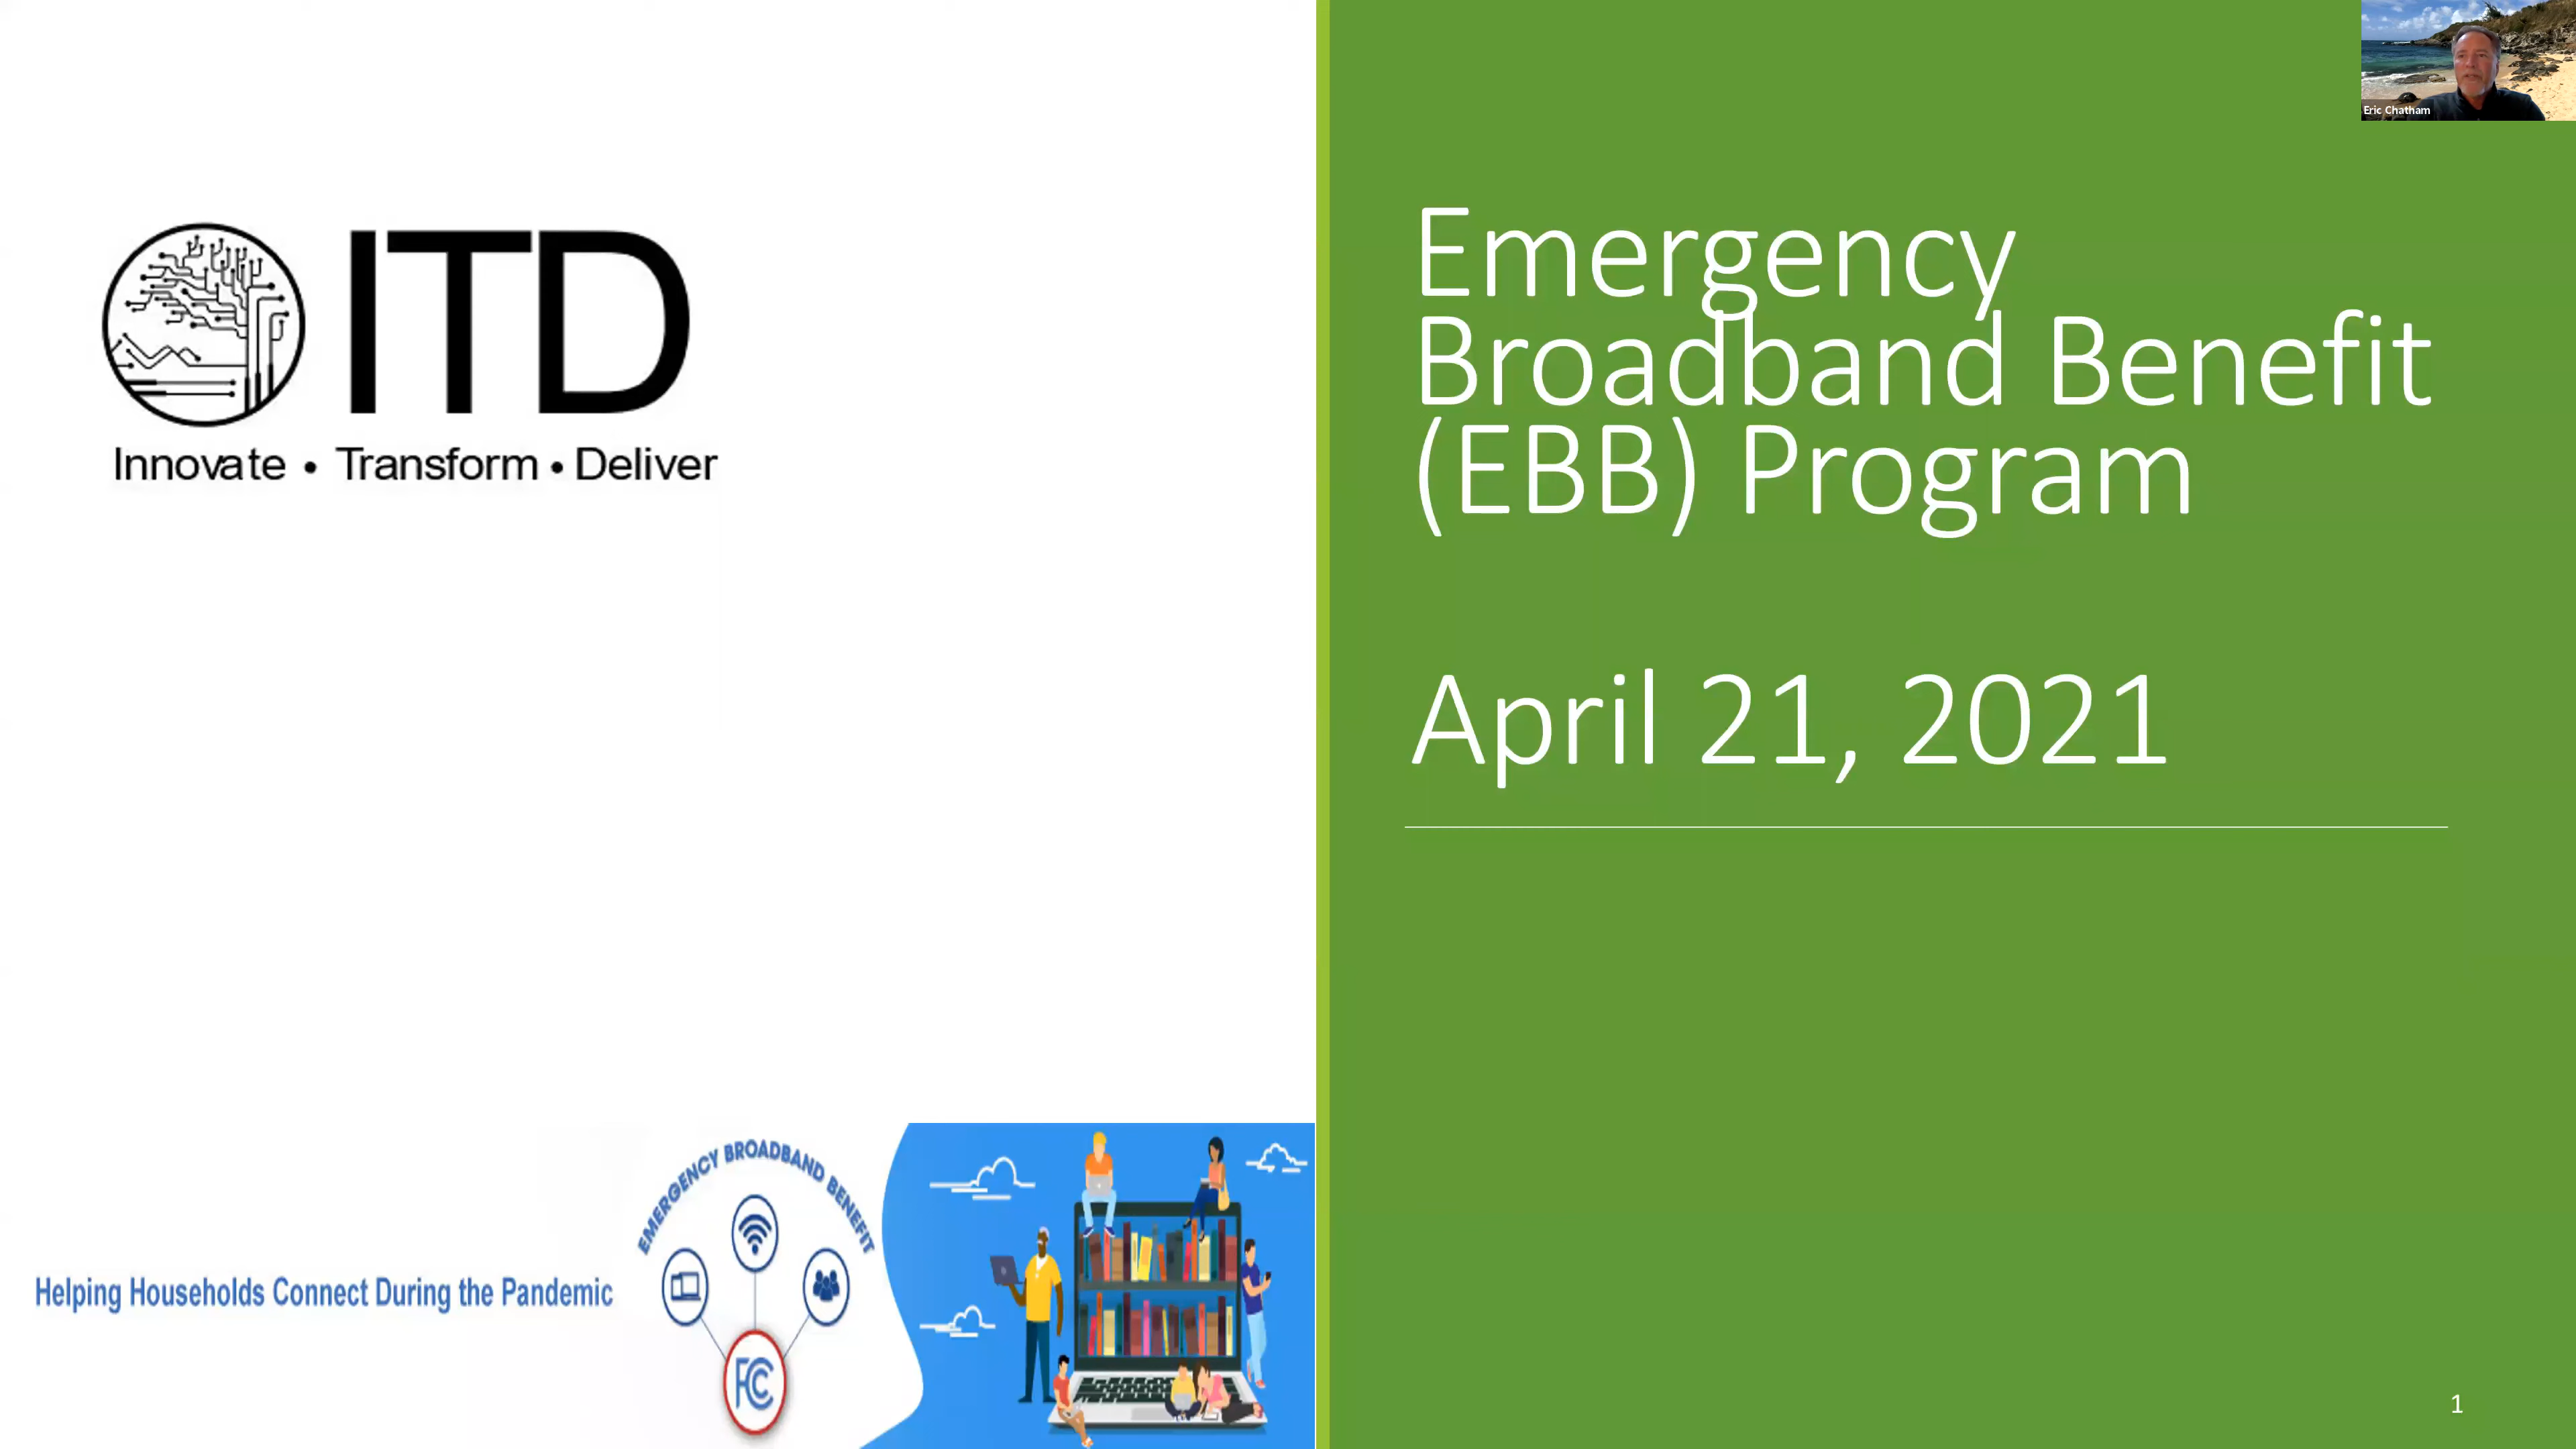 ITD
Innovate • Transform • Deliver
Helping Households Connect During the Pandemic
EMERGENCY BROADBAND BENEFIT
FCC
Eric Chatham
Emergency
Broadband Benefit
(EBB) Program
April 21, 2021
1